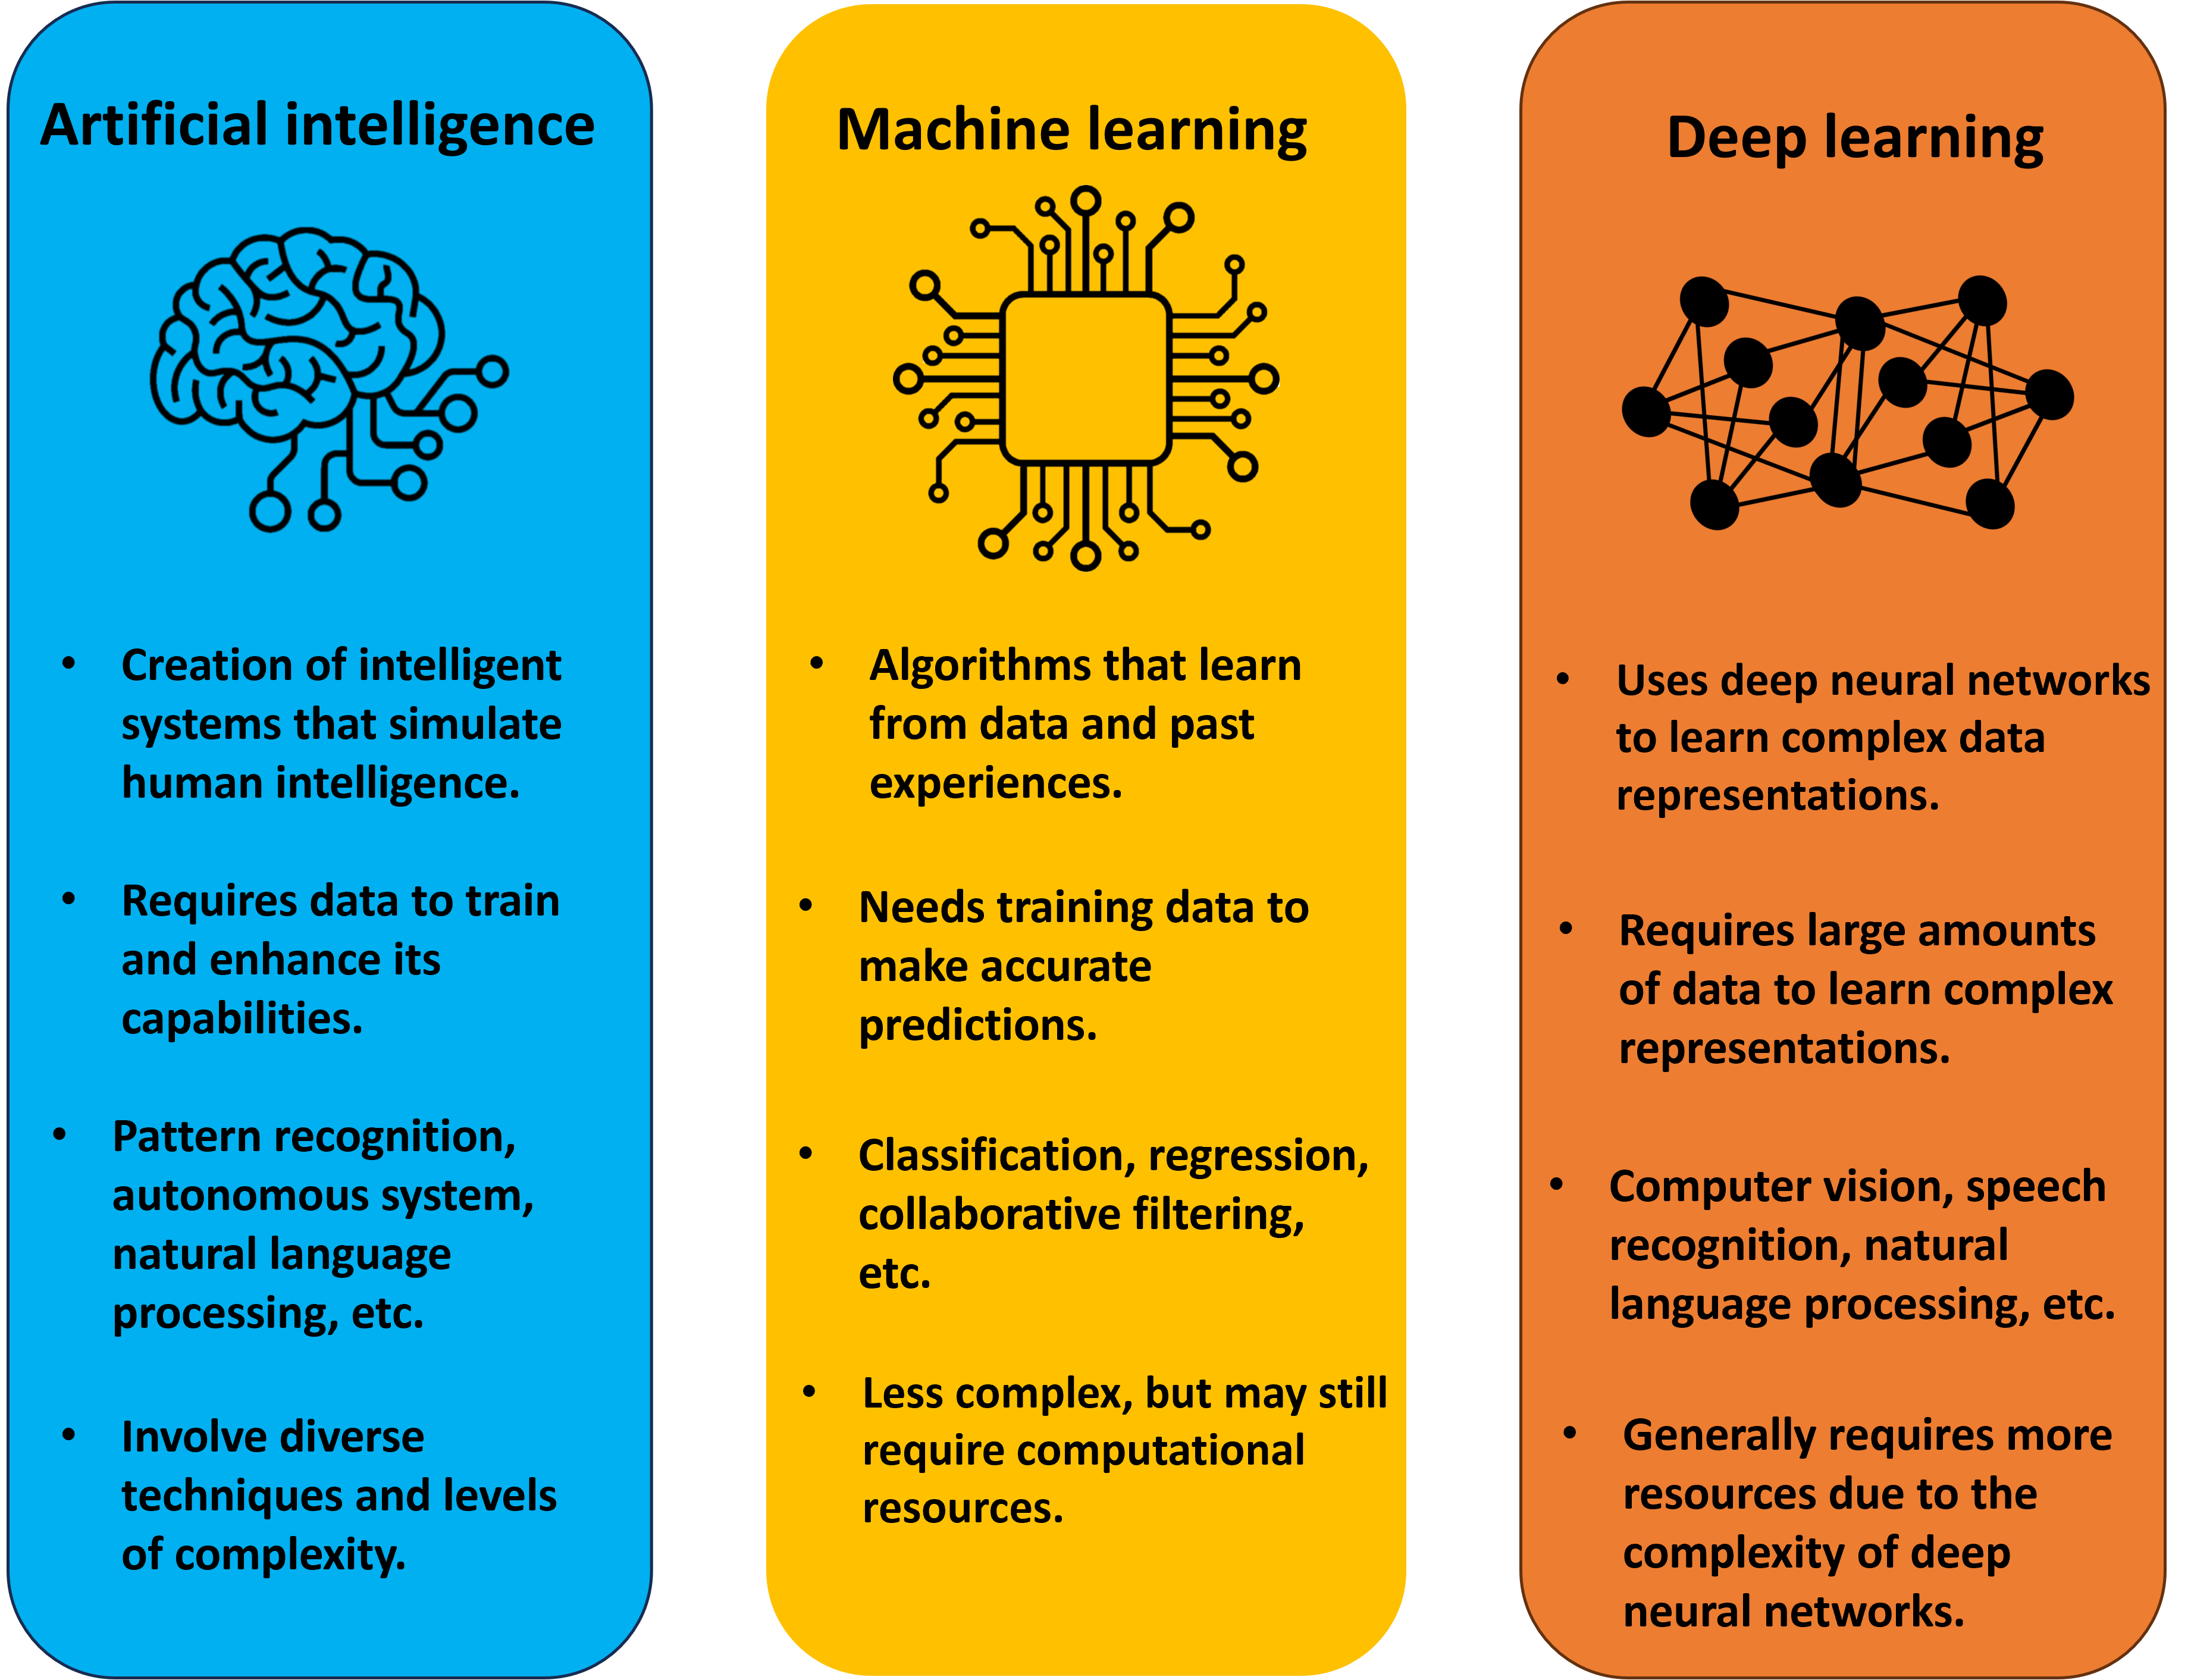 Artificial intelligence
• Creation of intelligent
systems that simulate
human intelligence.
• Requires data to train
and enhance its
capabilities.
• Pattern recognition,
autonomous system,
natural language
processing, etc.
• Involve diverse
techniques and levels
of complexity.
Machine learning
• Algorithms that learn
from data and past
experiences.
• Needs training data to
make accurate
predictions.
• Classification, regression,
collaborative filtering,
etc.
• Less complex, but may still
require computational
resources.
Deep learning
• Uses deep neural networks
to learn complex data
representations.
• Requires large amounts
of data to learn complex
representations.
• Computer vision, speech
recognition, natural
language processing, etc.
• Generally requires more
resources due to the
complexity of deep
neural networks.